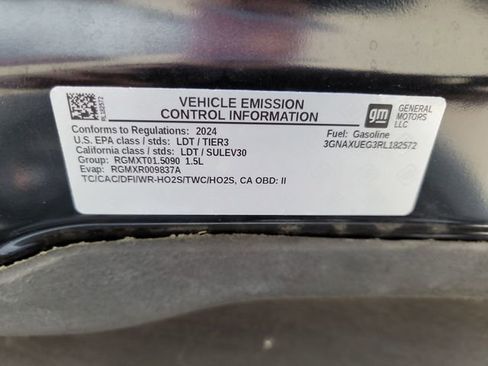 RL182572
VEHICLE EMISSION
CONTROL INFORMATION
gm
GENERAL
MOTORS
LLC
Conforms to Regulations: 2024
U.S. EPA class / stds: LDT / TIER3
California class / stds: LDT / SULEV30
Group: RGMXT01.5090 1.5L
Evap: RGMXR009837A
TC/CAC/DFI/WR-HO2S/TWC/HO2S, CA OBD: II
Fuel: Gasoline
3GNAXUEG3RL182572